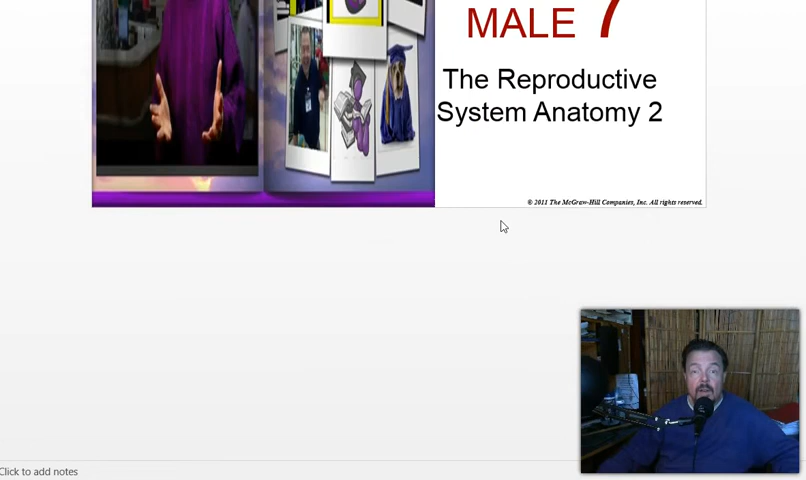 MALE 7
The Reproductive
System Anatomy 2
© 2011 The McGraw-Hill Companies, Inc. All rights reserved.
Click to add notes